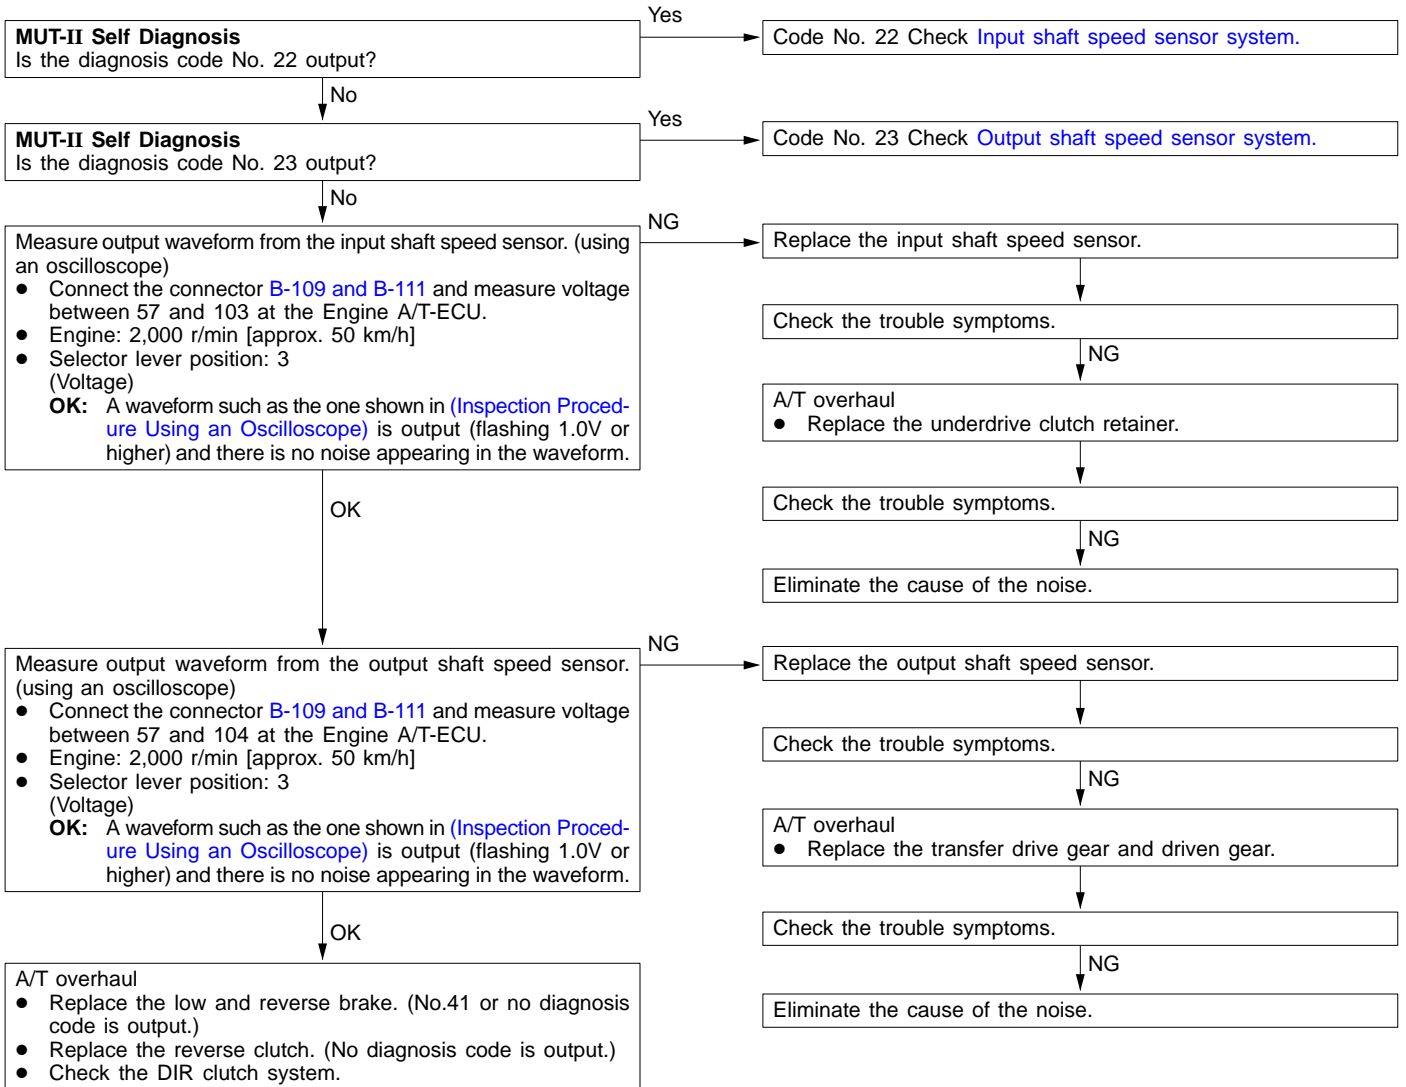 MUT-II Self Diagnosis
Is the diagnosis code No. 22 output?
Yes
Code No. 22 Check Input shaft speed sensor system.
No
MUT-II Self Diagnosis
Is the diagnosis code No. 23 output?
Yes
Code No. 23 Check Output shaft speed sensor system.
No
Measure output waveform from the input shaft speed sensor. (using
an oscilloscope)
● Connect the connector B-109 and B-111 and measure voltage
between 57 and 103 at the Engine A/T-ECU.
● Engine: 2,000 r/min [approx. 50 km/h]
● Selector lever position: 3
(Voltage)
OK: A waveform such as the one shown in (Inspection Proced-
ure Using an Oscilloscope) is output (flashing 1.0V or
higher) and there is no noise appearing in the waveform.
NG
Replace the input shaft speed sensor.
Check the trouble symptoms.
NG
A/T overhaul
● Replace the underdrive clutch retainer.
Check the trouble symptoms.
NG
Eliminate the cause of the noise.
OK
Measure output waveform from the output shaft speed sensor.
(using an oscilloscope)
● Connect the connector B-109 and B-111 and measure voltage
between 57 and 104 at the Engine A/T-ECU.
● Engine: 2,000 r/min [approx. 50 km/h]
● Selector lever position: 3
(Voltage)
OK: A waveform such as the one shown in (Inspection Proced-
ure Using an Oscilloscope) is output (flashing 1.0V or
higher) and there is no noise appearing in the waveform.
NG
Replace the output shaft speed sensor.
Check the trouble symptoms.
NG
A/T overhaul
● Replace the transfer drive gear and driven gear.
Check the trouble symptoms.
NG
Eliminate the cause of the noise.
OK
A/T overhaul
● Replace the low and reverse brake. (No.41 or no diagnosis
code is output.)
● Replace the reverse clutch. (No diagnosis code is output.)
● Check the DIR clutch system.